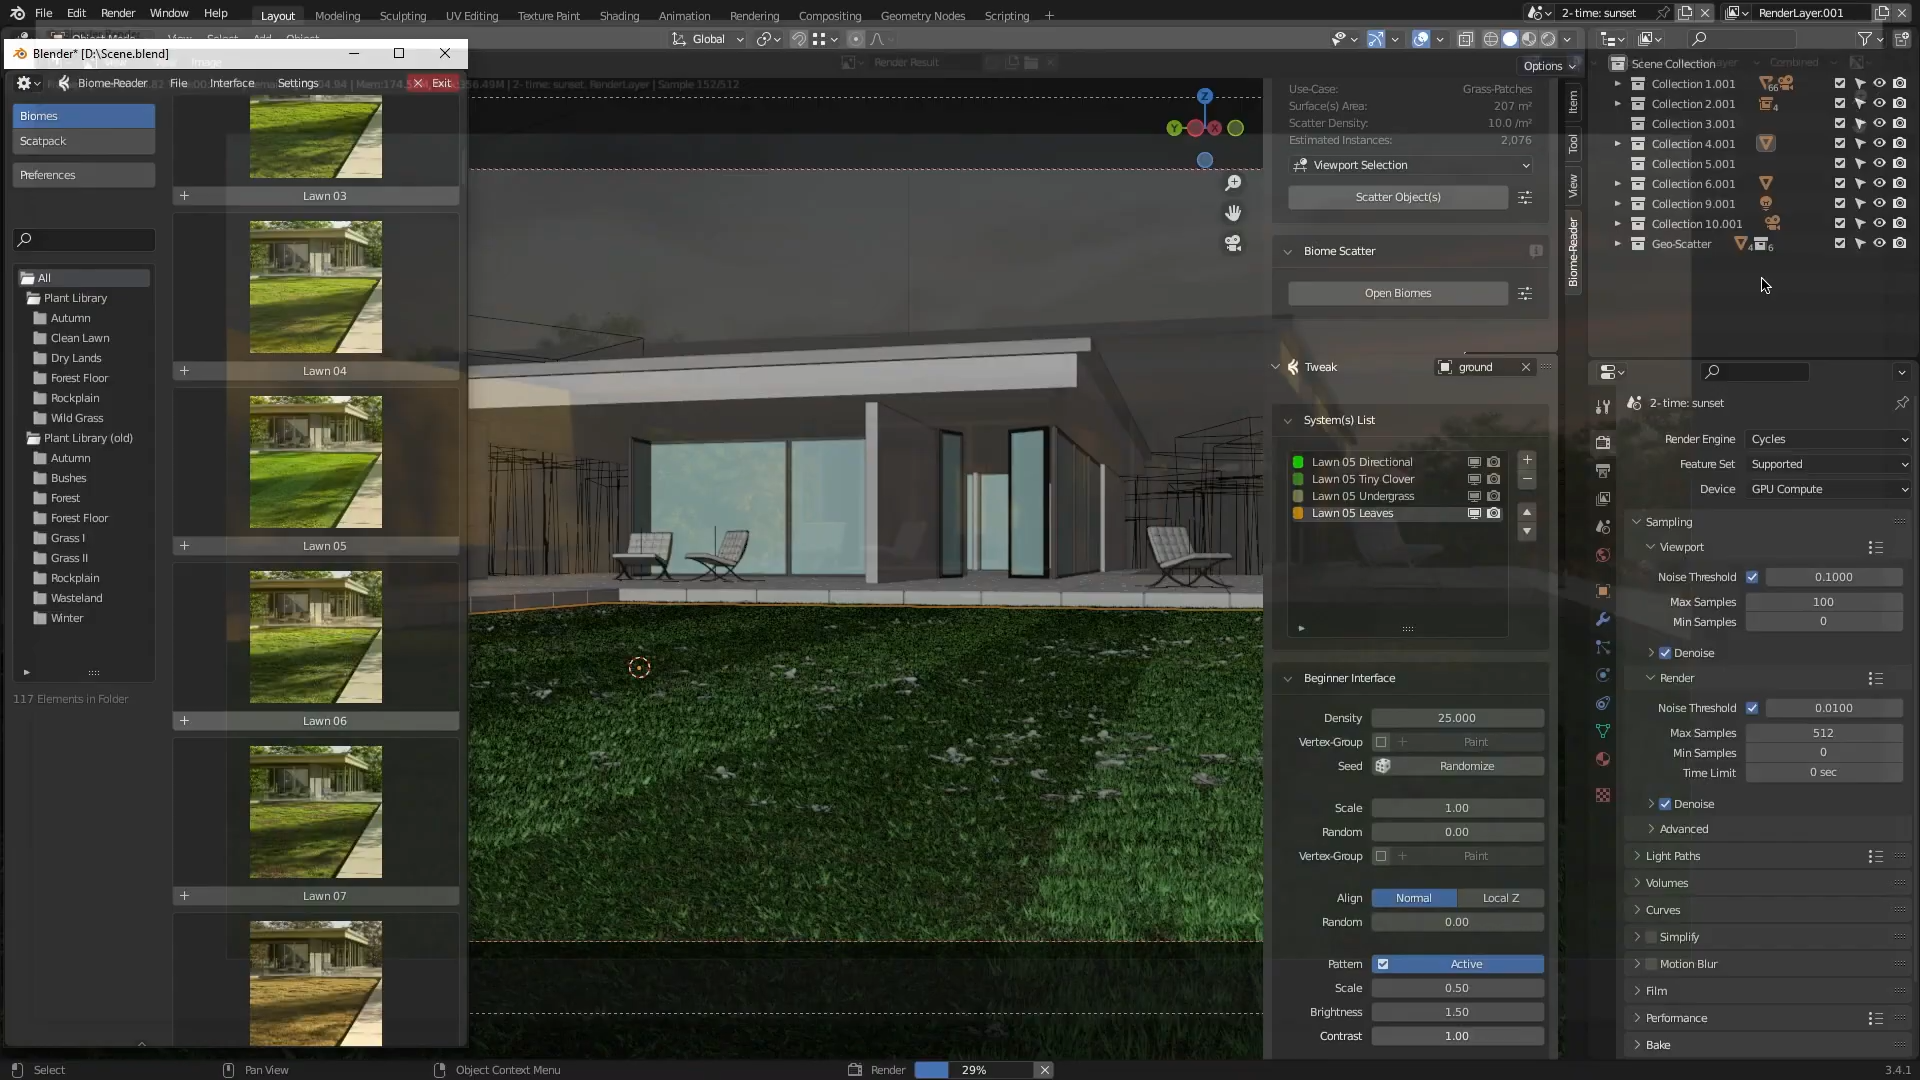 File Edit Render Window Help Layout Modeling Sculpting UV Editing Texture Paint Shading Animation Rendering Compositing Geometry Nodes Scripting + 2- time: sunset RenderLayer.001
Global
Blender* [D:\Scene.blend]
Render Result
Options
Biome-Reader File Interface Settings Exit
Biomes
Scatpack
Preferences
All
Plant Library
Autumn
Clean Lawn
Dry Lands
Forest Floor
Rockplain
Wild Grass
Plant Library (old)
Autumn
Bushes
Forest
Forest Floor
Grass I
Grass II
Rockplain
Wasteland
Winter
117 Elements in Folder
Lawn 03
Lawn 04
Lawn 05
Lawn 06
Lawn 07
Z
Y
X
Use-Case: Grass-Patches
Surface(s) Area: 207 m²
Scatter Density: 10.0 /m²
Estimated Instances: 2,076
Viewport Selection
Scatter Object(s)
Biome Scatter
Open Biomes
Tweak ground
System(s) List
Lawn 05 Directional
Lawn 05 Tiny Clover
Lawn 05 Undergrass
Lawn 05 Leaves
Beginner Interface
Density 25.000
Vertex-Group Paint
Seed Randomize
Scale 1.00
Random 0.00
Vertex-Group Paint
Align Normal Local Z
Random 0.00
Pattern Active
Scale 0.50
Brightness 1.50
Contrast 1.00
Item
Tool
View
Biome-Reader
Scene Collection
Collection 1.001 66
Collection 2.001 4
Collection 3.001
Collection 4.001
Collection 5.001
Collection 6.001
Collection 9.001
Collection 10.001
Geo-Scatter 4 6
2- time: sunset
Render Engine Cycles
Feature Set Supported
Device GPU Compute
Sampling
Viewport
Noise Threshold 0.1000
Max Samples 100
Min Samples 0
Denoise
Render
Noise Threshold 0.0100
Max Samples 512
Min Samples 0
Time Limit 0 sec
Denoise
Advanced
Light Paths
Volumes
Curves
Simplify
Motion Blur
Film
Performance
Bake
Select Pan View Object Context Menu Render 29% 3.4.1